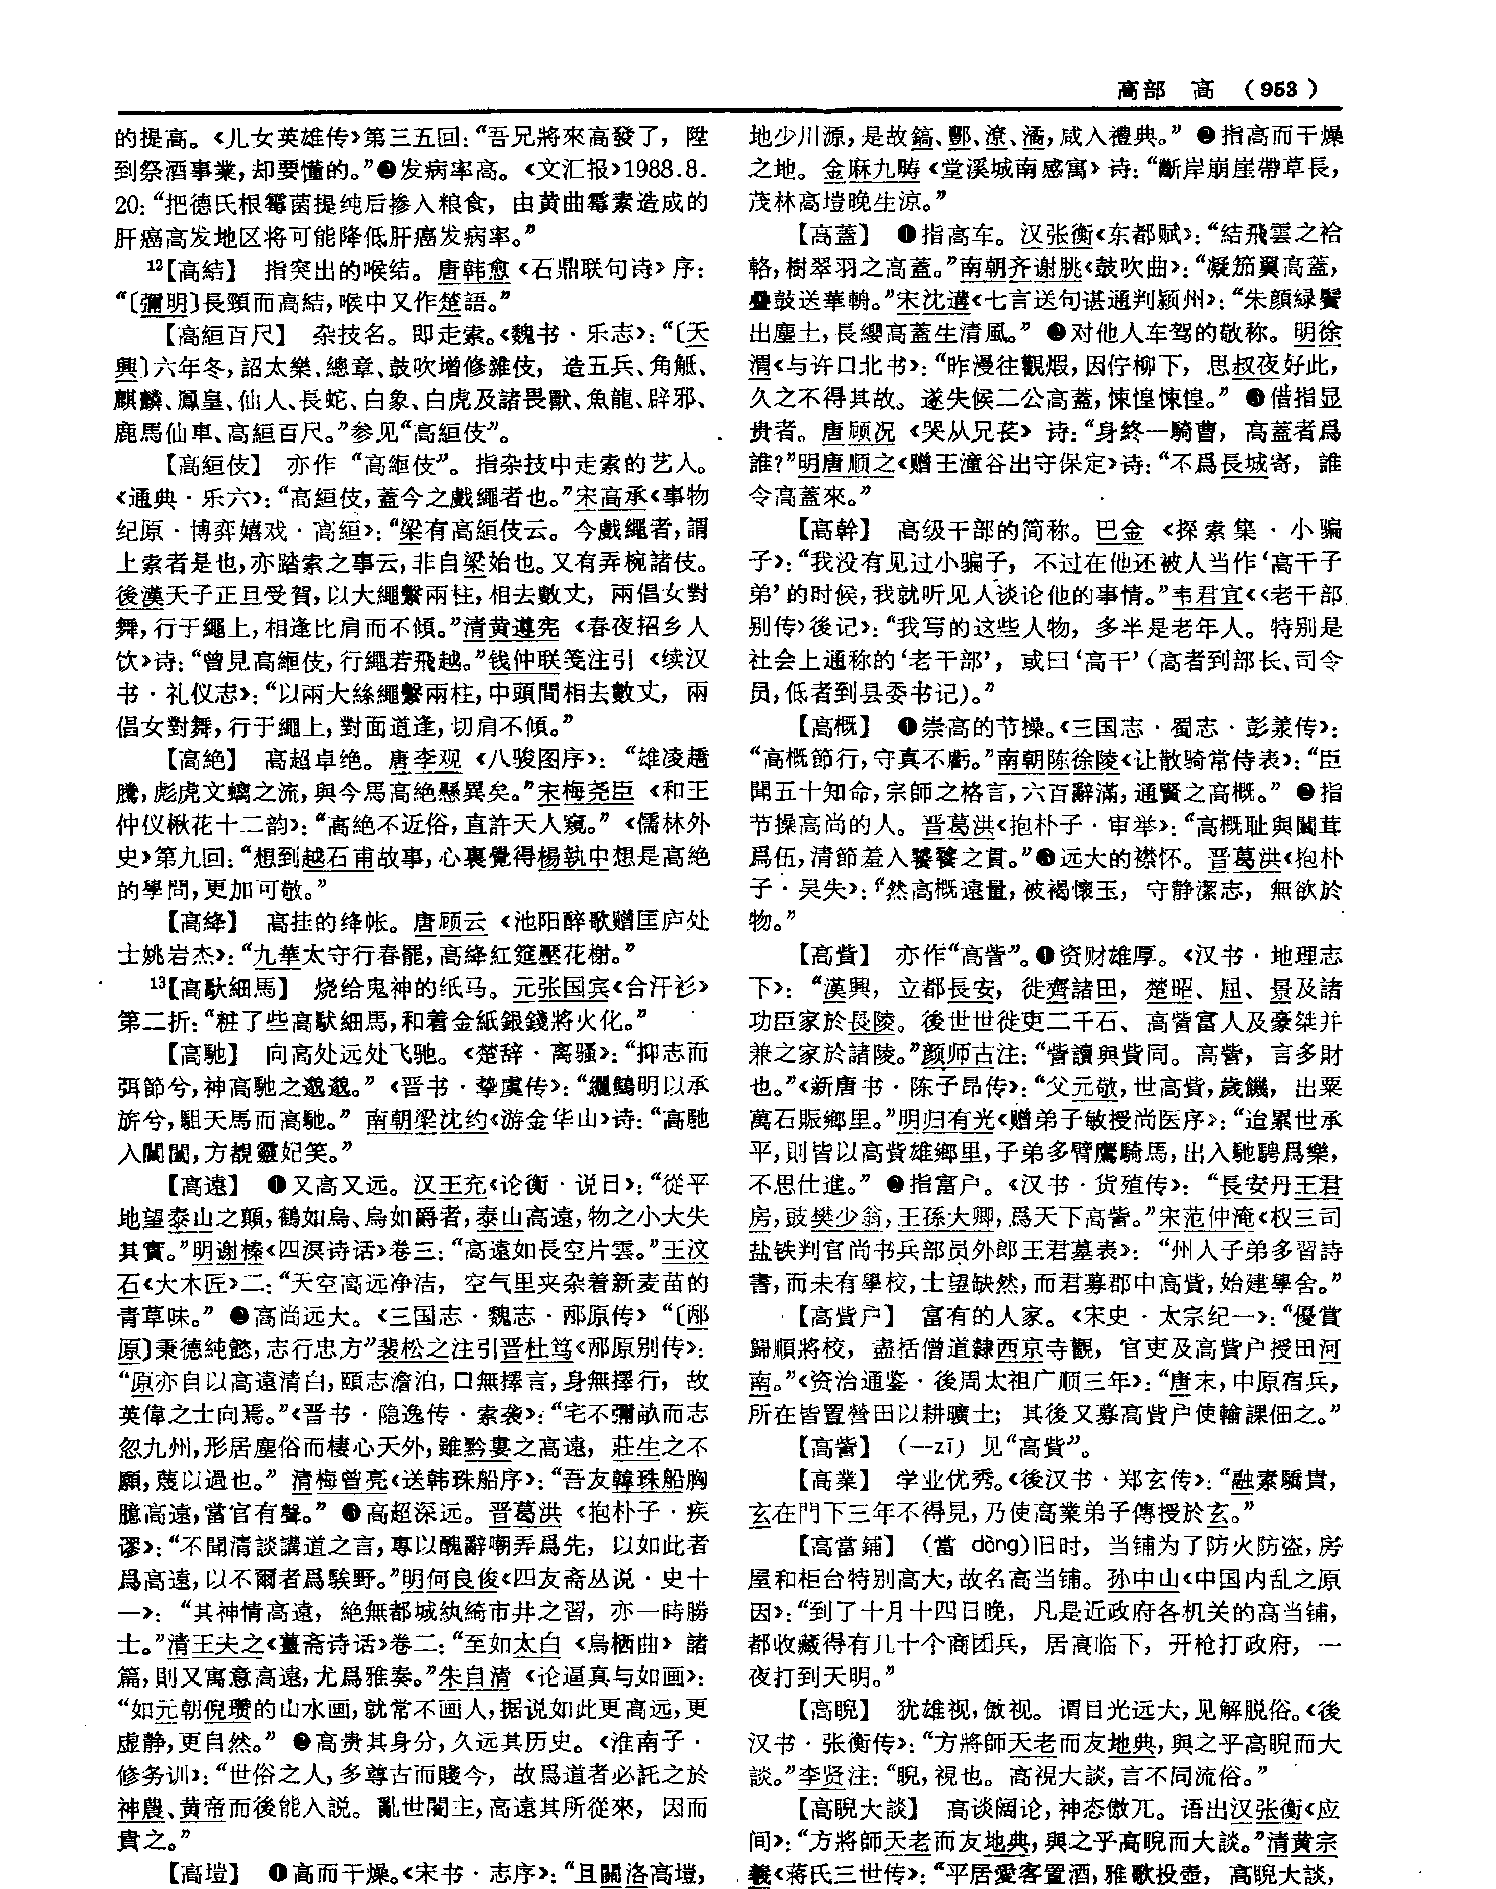 高部 高 （953）
的提高。《儿女英雄传》第三五回：“吾兄將來高發了，陞
到祭酒事業，却要懂的。”❷发病率高。《文汇报》1988.8.
20：“把德氏根霉菌提纯后掺入粮食，由黄曲霉素造成的
肝癌高发地区将可能降低肝癌发病率。”
¹²【高結】 指突出的喉结。唐韩愈《石鼎联句诗》序：
“〔彌明〕長頸而高結，喉中又作楚語。”
【高絙百尺】 杂技名。即走索。《魏书·乐志》：“〔天
興〕六年冬，詔太樂、總章、鼓吹增修雜伎，造五兵、角觝、
麒麟、鳳皇、仙人、長蛇、白象、白虎及諸畏獸、魚龍、辟邪、
鹿馬仙車、高絙百尺。”参见“高絙伎”。
【高絙伎】 亦作“高縆伎”。指杂技中走索的艺人。
《通典·乐六》：“高絙伎，蓋今之戲繩者也。”宋高承《事物
纪原·博弈嬉戏·高絙》：“梁有高絙伎云。今戲繩者，謂
上索者是也，亦踏索之事云，非自梁始也。又有弄椀諸伎。
後漢天子正旦受賀，以大繩繫兩柱，相去數丈，兩倡女對
舞，行于繩上，相逢比肩而不傾。”清黄遵宪《春夜招乡人
饮》诗：“曾見高縆伎，行繩若飛越。”钱仲联笺注引《续汉
书·礼仪志》：“以兩大絲繩繫兩柱，中頭間相去數丈，兩
倡女對舞，行于繩上，對面道逢，切肩不傾。”
【高絶】 高超卓绝。唐李观《八骏图序》：“雄凌趫
騰，彪虎文螭之流，與今馬高絶懸異矣。”宋梅尧臣《和王
仲仪楸花十二韵》：“高絶不近俗，直許天人窺。”《儒林外
史》第九回：“想到越石甫故事，心裏覺得楊執中想是高絶
的學問，更加可敬。”
【高絳】 高挂的绛帐。唐顾云《池阳醉歌赠匡庐处
士姚岩杰》：“九華太守行春罷，高絳紅筵壓花榭。”
¹³【高馱細馬】 烧给鬼神的纸马。元张国宾《合汗衫》
第二折：“粧了些高馱細馬，和着金紙銀錢將火化。”
【高馳】 向高处远处飞驰。《楚辞·离骚》：“抑志而
弭節兮，神高馳之邈邈。”《晋书·挚虞传》：“纚鷦明以承
旂兮，駔天馬而高馳。”南朝梁沈约《游金华山》诗：“高馳
入閶闔，方覩靈妃笑。”
【高遠】 ❶又高又远。汉王充《论衡·说日》：“從平
地望泰山之顛，鶴如烏、烏如爵者，泰山高遠，物之小大失
其實。”明谢榛《四溟诗话》卷三：“高遠如長空片雲。”王汶
石《大木匠》二：“天空高远净洁，空气里夹杂着新麦苗的
青草味。”❷高尚远大。《三国志·魏志·邴原传》“〔邴
原〕秉德純懿，志行忠方”裴松之注引晋杜笃《邴原别传》：
“原亦自以高遠清白，頤志澹泊，口無擇言，身無擇行，故
英偉之士向焉。”《晋书·隐逸传·索袭》：“宅不彌畝而志
忽九州，形居塵俗而棲心天外，雖黔婁之高遠，莊生之不
願，蔑以過也。”清梅曾亮《送韩珠船序》：“吾友韓珠船胸
臆高遠，當官有聲。”❸高超深远。晋葛洪《抱朴子·疾
谬》：“不聞清談講道之言，專以醜辭嘲弄爲先，以如此者
爲高遠，以不爾者爲騃野。”明何良俊《四友斋丛说·史十
一》：“其神情高遠，絶無都城紈綺市井之習，亦一時勝
士。”清王夫之《薑斋诗话》卷二：“至如太白《烏栖曲》諸
篇，則又寓意高遠，尤爲雅奏。”朱自清《论逼真与如画》：
“如元朝倪瓒的山水画，就常不画人，据说如此更高远，更
虚静，更自然。”❷高贵其身分，久远其历史。《淮南子·
修务训》：“世俗之人，多尊古而賤今，故爲道者必託之於
神農、黄帝而後能入説。亂世闇主，高遠其所從來，因而
貴之。”
【高塏】 ❶高而干燥。《宋书·志序》：“且關洛高塏，
地少川源，是故鎬、酆、潦、潏，咸入禮典。”❷指高而干燥
之地。金麻九畴《堂溪城南感寓》诗：“斷岸崩崖帶草長，
茂林高塏晚生凉。”
【高蓋】 ❶指高车。汉张衡《东都赋》：“結飛雲之袷
輅，樹翠羽之高蓋。”南朝齐谢朓《鼓吹曲》：“凝笳翼高蓋，
疊鼓送華輈。”宋沈遘《七言送句谌通判颍州》：“朱顔緑鬢
出塵土，長纓高蓋生清風。”❷对他人车驾的敬称。明徐
渭《与许口北书》：“昨漫往觀煆，因佇柳下，思叔夜好此，
久之不得其故。遂失候二公高蓋，悚惶悚惶。”❸借指显
贵者。唐顾况《哭从兄苌》诗：“身終一騎曹，高蓋者爲
誰？”明唐顺之《赠王潼谷出守保定》诗：“不爲長城寄，誰
令高蓋來。”
【高幹】 高级干部的简称。巴金《探索集·小骗
子》：“我没有见过小骗子，不过在他还被人当作‘高干子
弟’的时候，我就听见人谈论他的事情。”韦君宜《〈老干部
别传〉後记》：“我写的这些人物，多半是老年人。特别是
社会上通称的‘老干部’，或曰‘高干’（高者到部长、司令
员，低者到县委书记）。”
【高概】 ❶崇高的节操。《三国志·蜀志·彭羕传》：
“高概節行，守真不虧。”南朝陈徐陵《让散骑常侍表》：“臣
聞五十知命，宗師之格言，六百辭滿，通賢之高概。”❷指
节操高尚的人。晋葛洪《抱朴子·审举》：“高概耻與闒茸
爲伍，清節羞入饕餮之貫。”❸远大的襟怀。晋葛洪《抱朴
子·吴失》：“然高概遠量，被褐懷玉，守静潔志，無欲於
物。”
【高貲】 亦作“高訾”。❶资财雄厚。《汉书·地理志
下》：“漢興，立都長安，徙齊諸田，楚昭、屈、景及諸
功臣家於長陵。後世世徙吏二千石、高訾富人及豪桀并
兼之家於諸陵。”颜师古注：“訾讀與貲同。高訾，言多財
也。”《新唐书·陈子昂传》：“父元敬，世高貲，歲饑，出粟
萬石賑鄉里。”明归有光《赠弟子敏授尚医序》：“迨累世承
平，則皆以高貲雄鄉里，子弟多臂鷹騎馬，出入馳騁爲樂，
不思仕進。”❷指富户。《汉书·货殖传》：“長安丹王君
房，豉樊少翁，王孫大卿，爲天下高訾。”宋范仲淹《权三司
盐铁判官尚书兵部员外郎王君墓表》：“州人子弟多習詩
書，而未有學校，士望缺然，而君募郡中高貲，始建學舍。”
【高貲户】 富有的人家。《宋史·太宗纪一》：“優賞
歸順將校，盡括僧道隸西京寺觀，官吏及高貲户授田河
南。”《资治通鉴·後周太祖广顺三年》：“唐末，中原宿兵，
所在皆置營田以耕曠土；其後又募高貲户使輸課佃之。”
【高訾】 （—zī）见“高貲”。
【高業】 学业优秀。《後汉书·郑玄传》：“融素驕貴，
玄在門下三年不得見，乃使高業弟子傳授於玄。”
【高當鋪】 （當 dàng）旧时，当铺为了防火防盗，房
屋和柜台特别高大，故名高当铺。孙中山《中国内乱之原
因》：“到了十月十四日晚，凡是近政府各机关的高当铺，
都收藏得有几十个商团兵，居高临下，开枪打政府，一
夜打到天明。”
【高睨】 犹雄视，傲视。谓目光远大，见解脱俗。《後
汉书·张衡传》：“方將師天老而友地典，與之乎高睨而大
談。”李贤注：“睨，視也。高視大談，言不同流俗。”
【高睨大談】 高谈阔论，神态傲兀。语出汉张衡《应
间》：“方將師天老而友地典，與之乎高睨而大談。”清黄宗
羲《蒋氏三世传》：“平居愛客置酒，雅歌投壺，高睨大談，